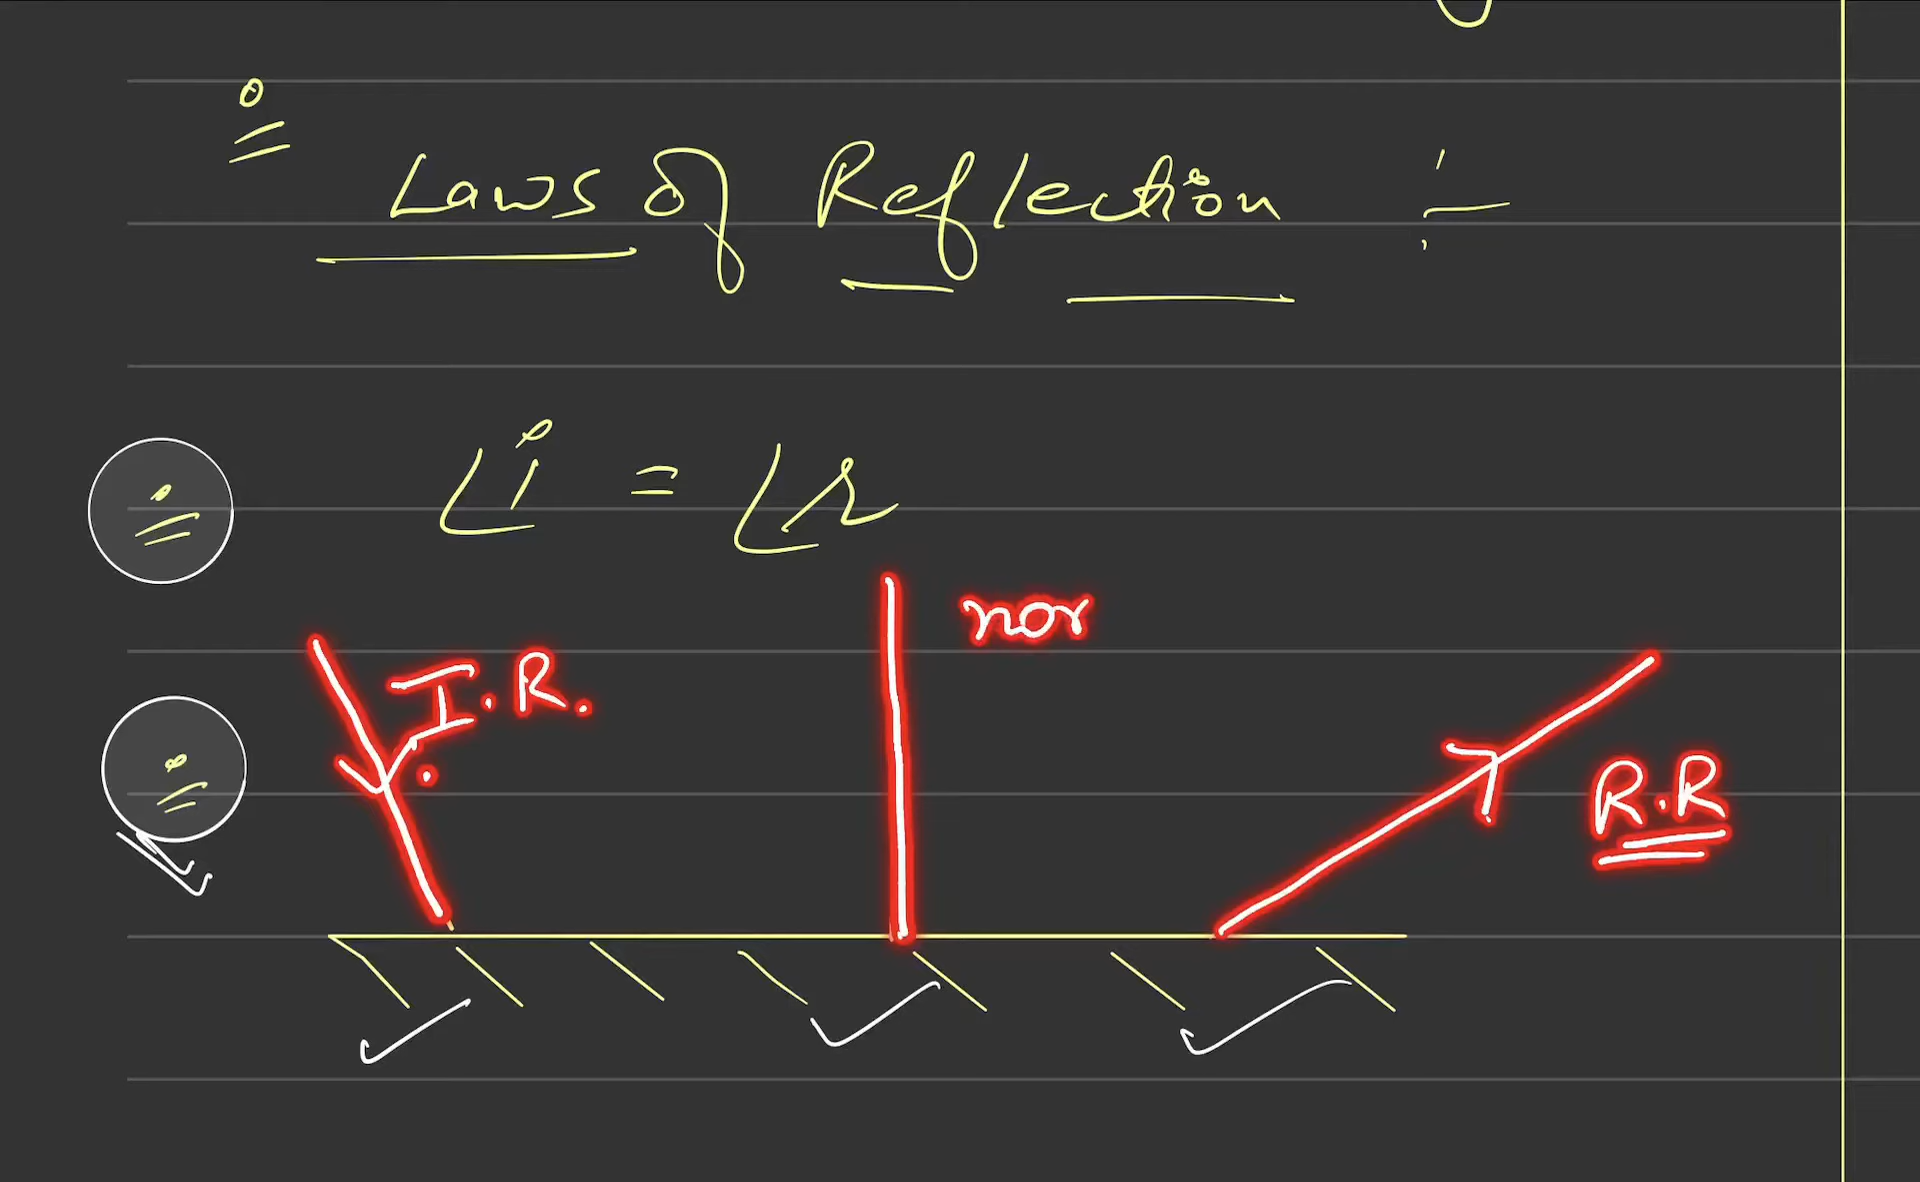 Laws of Reflection :-
∠i = ∠r
nor
I.R.
R.R